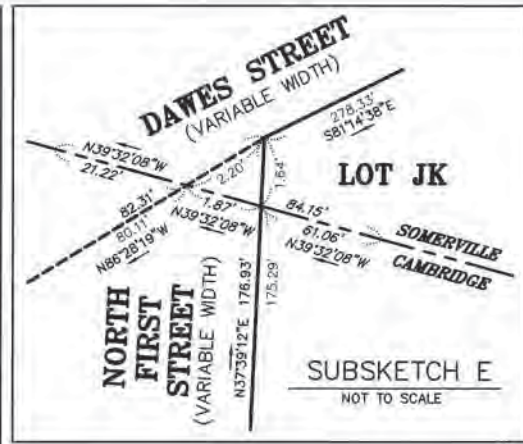 DAWES STREET
(VARIABLE WIDTH)
278.33'
S81°14'38"E
N39°32'08"W
21.22'
2.20'
1.64'
LOT JK
82.31'
80.11'
N86°28'19"W
1.87'
N39°32'08"W
84.15'
61.06'
N39°32'08"W
SOMERVILLE
CAMBRIDGE
NORTH
FIRST
STREET
(VARIABLE WIDTH)
N37°39'12"E 176.93'
175.29'
SUBSKETCH E
NOT TO SCALE